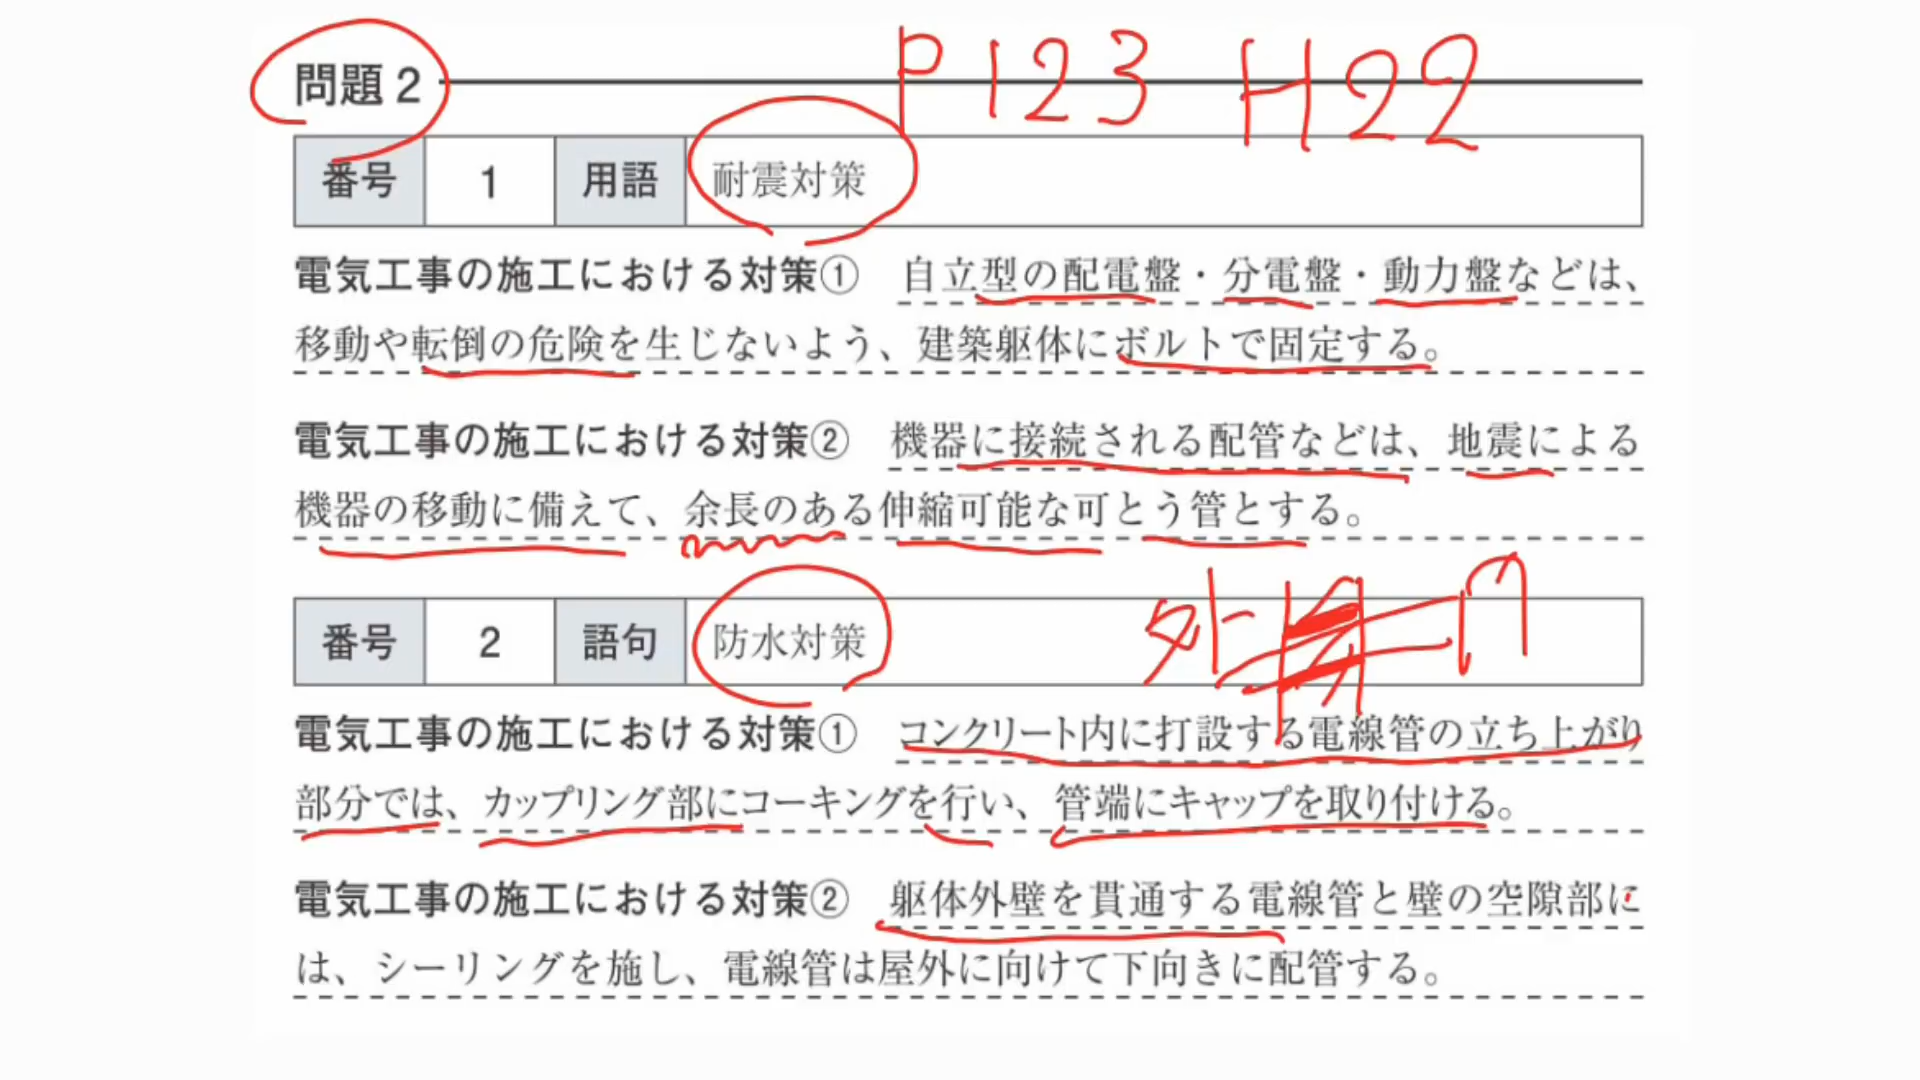 問題2 P123 H22
番号 1 用語 耐震対策
電気工事の施工における対策① 自立型の配電盤・分電盤・動力盤などは、
移動や転倒の危険を生じないよう、建築躯体にボルトで固定する。
電気工事の施工における対策② 機器に接続される配管などは、地震による
機器の移動に備えて、余長のある伸縮可能な可とう管とする。
番号 2 語句 防水対策 外 内
電気工事の施工における対策① コンクリート内に打設する電線管の立ち上がり
部分では、カップリング部にコーキングを行い、管端にキャップを取り付ける。
電気工事の施工における対策② 躯体外壁を貫通する電線管と壁の空隙部に
は、シーリングを施し、電線管は屋外に向けて下向きに配管する。